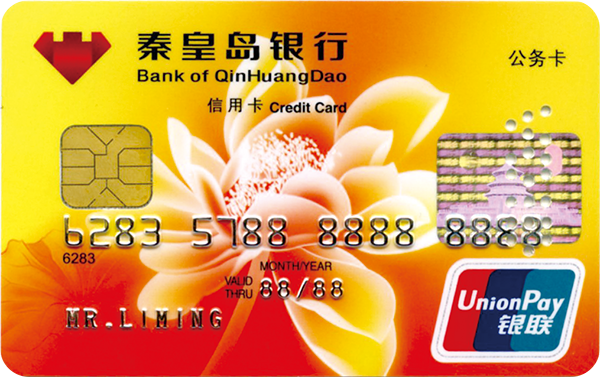 秦皇岛银行
Bank of QinHuangDao
公务卡
信用卡 Credit Card
6283 5788 8888 8888
6283
MONTH/YEAR
VALID THRU 88/88
MR.LIMING
UnionPay
银联